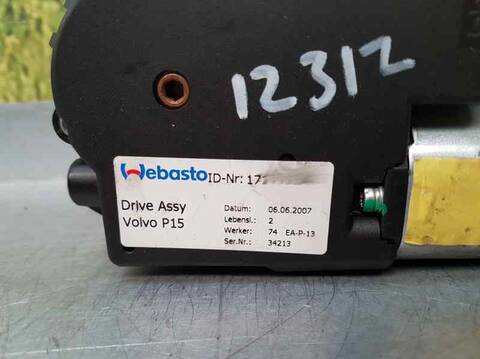 12312
Webasto ID-Nr: 17
Drive Assy
Volvo P15
Datum: 06.06.2007
Lebensl.: 2
Werker: 74 EA-P-13
Ser.Nr.: 34213